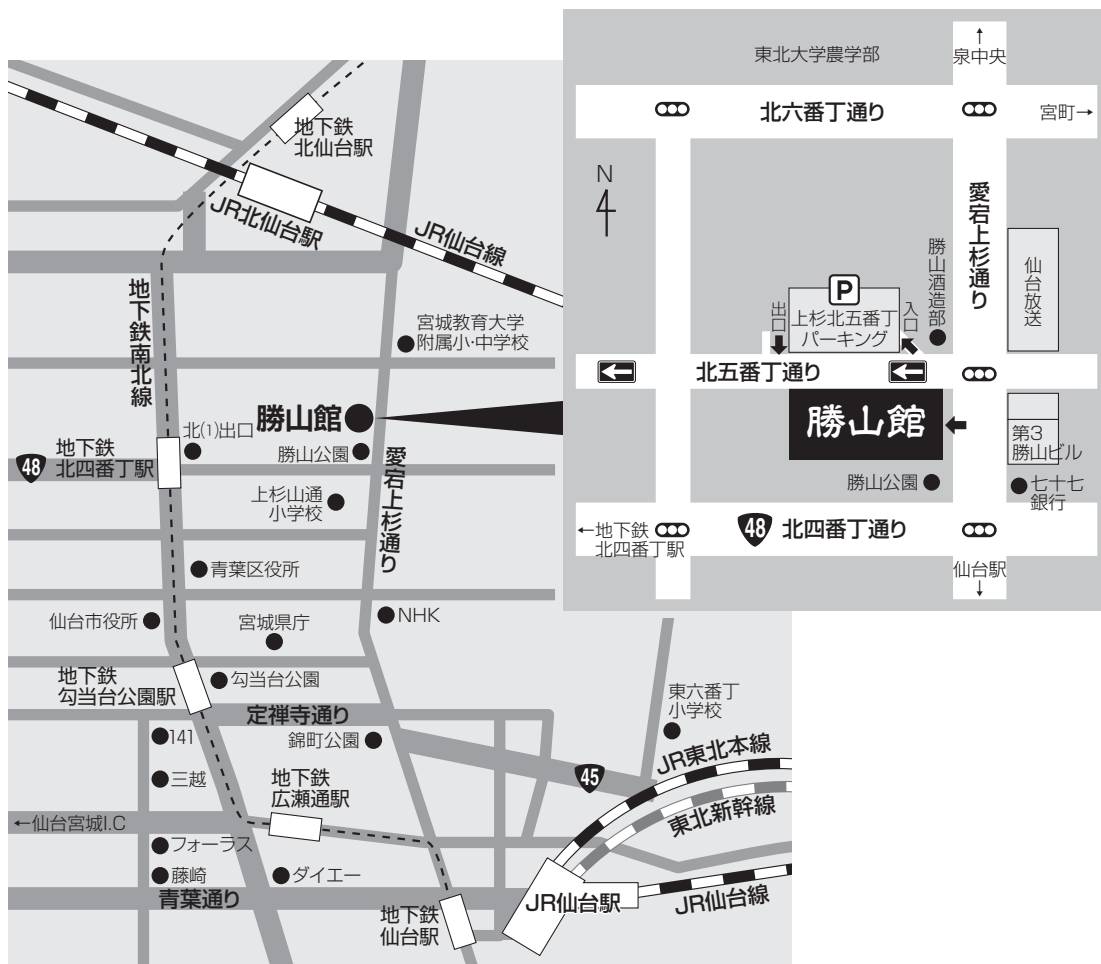 地下鉄
北仙台駅
JR北仙台駅
JR仙台線
地下鉄南北線
宮城教育大学
附属小・中学校
勝山館
北(1)出口
地下鉄
北四番丁駅
48
勝山公園
上杉山通
小学校
愛宕上杉通り
青葉区役所
仙台市役所
宮城県庁
NHK
地下鉄
勾当台公園駅
勾当台公園
定禅寺通り
錦町公園
東六番丁
小学校
141
三越
地下鉄
広瀬通駅
45
JR東北本線
東北新幹線
←仙台宮城I.C
フォーラス
藤崎
ダイエー
青葉通り
地下鉄
仙台駅
JR仙台駅
JR仙台線
東北大学農学部
↑
泉中央
北六番丁通り
宮町→
N
愛宕上杉通り
勝山酒造部
仙台放送
P
出口
上杉北五番丁
パーキング
入口
北五番丁通り
勝山館
第3
勝山ビル
勝山公園
七十七
銀行
←地下鉄
北四番丁駅
48
北四番丁通り
仙台駅
↓